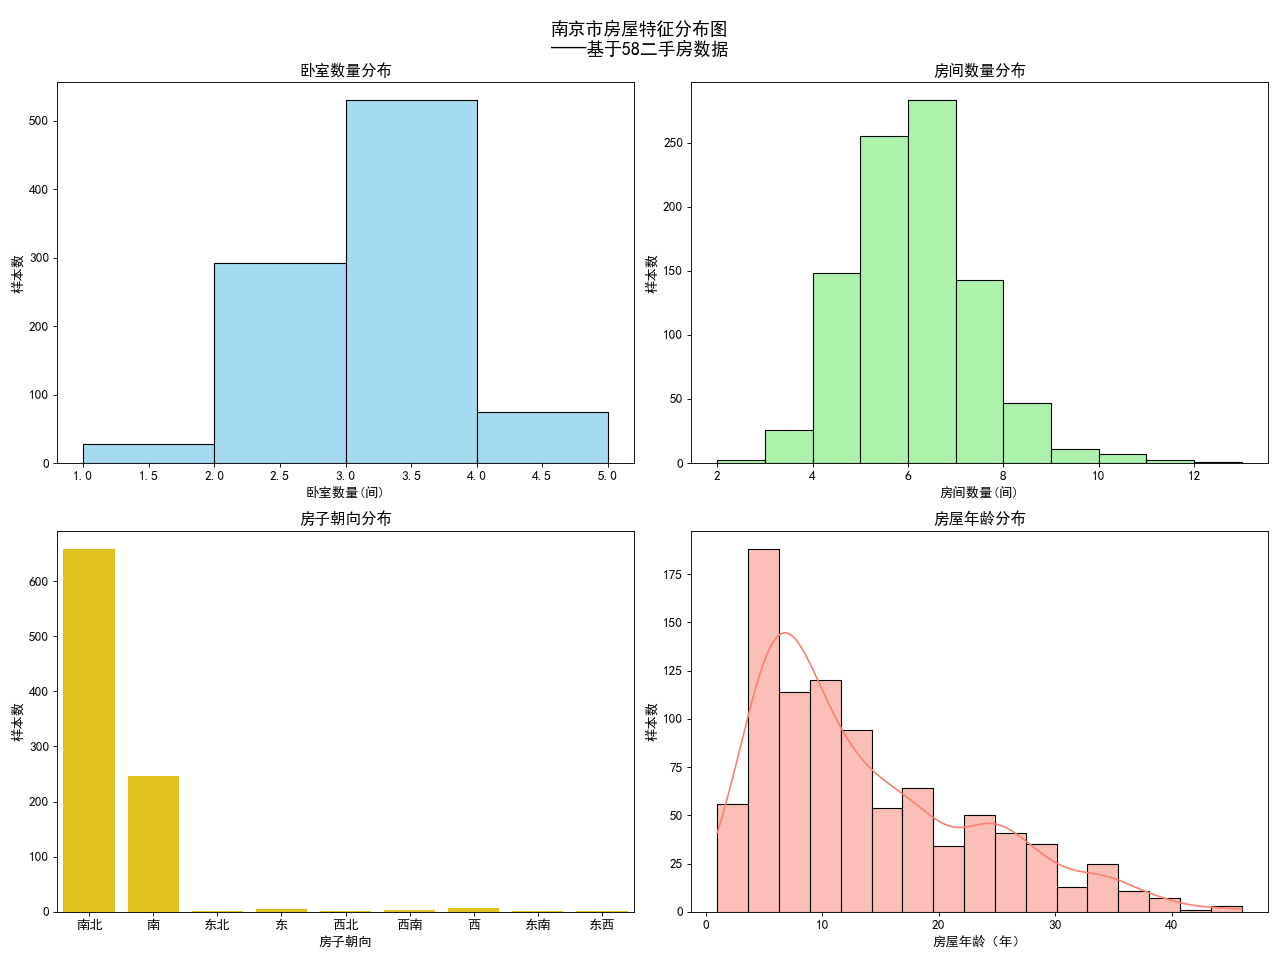 南京市房屋特征分布图
——基于58二手房数据
卧室数量分布
500
400
300
200
100
0
样本数
1.0 1.5 2.0 2.5 3.0 3.5 4.0 4.5 5.0
卧室数量(间)
房间数量分布
250
200
150
100
50
0
样本数
2 4 6 8 10 12
房间数量(间)
房子朝向分布
600
500
400
300
200
100
0
样本数
南北 南 东北 东 西北 西南 西 东南 东西
房子朝向
房屋年龄分布
175
150
125
100
75
50
25
0
样本数
0 10 20 30 40
房屋年龄（年）